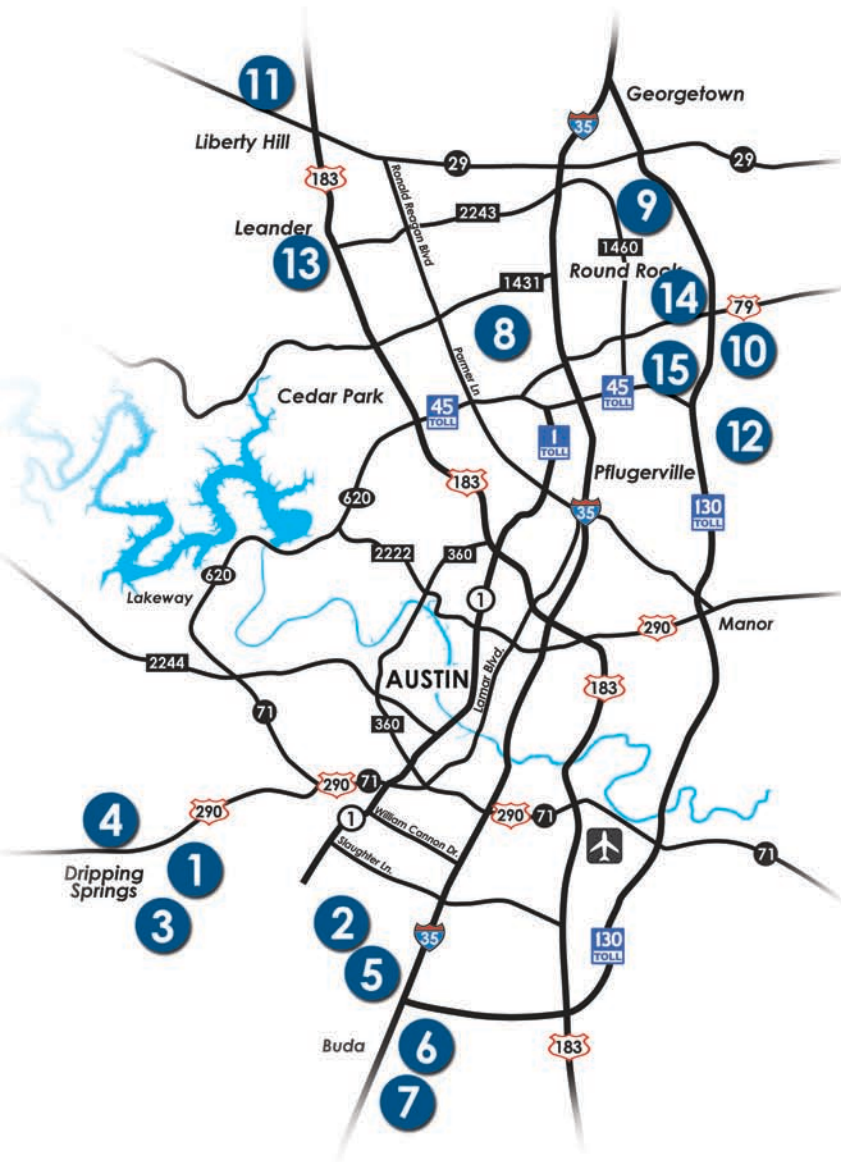 11
Georgetown
35
Liberty Hill
29
29
183
Ronald Reagan Blvd
9
2243
Leander
1460
13
Round Rock
1431
14
79
8
10
Parmer Ln
15
Cedar Park
45
TOLL
45
TOLL
12
1
TOLL
Pflugerville
183
620
35
130
TOLL
2222
360
620
Lakeway
1
Manor
290
2244
AUSTIN
Lamar Blvd.
183
71
360
290
71
290
4
1
William Cannon Dr.
290
71
Slaughter Ln.
71
Dripping
Springs
1
3
2
35
130
TOLL
5
Buda
6
183
7